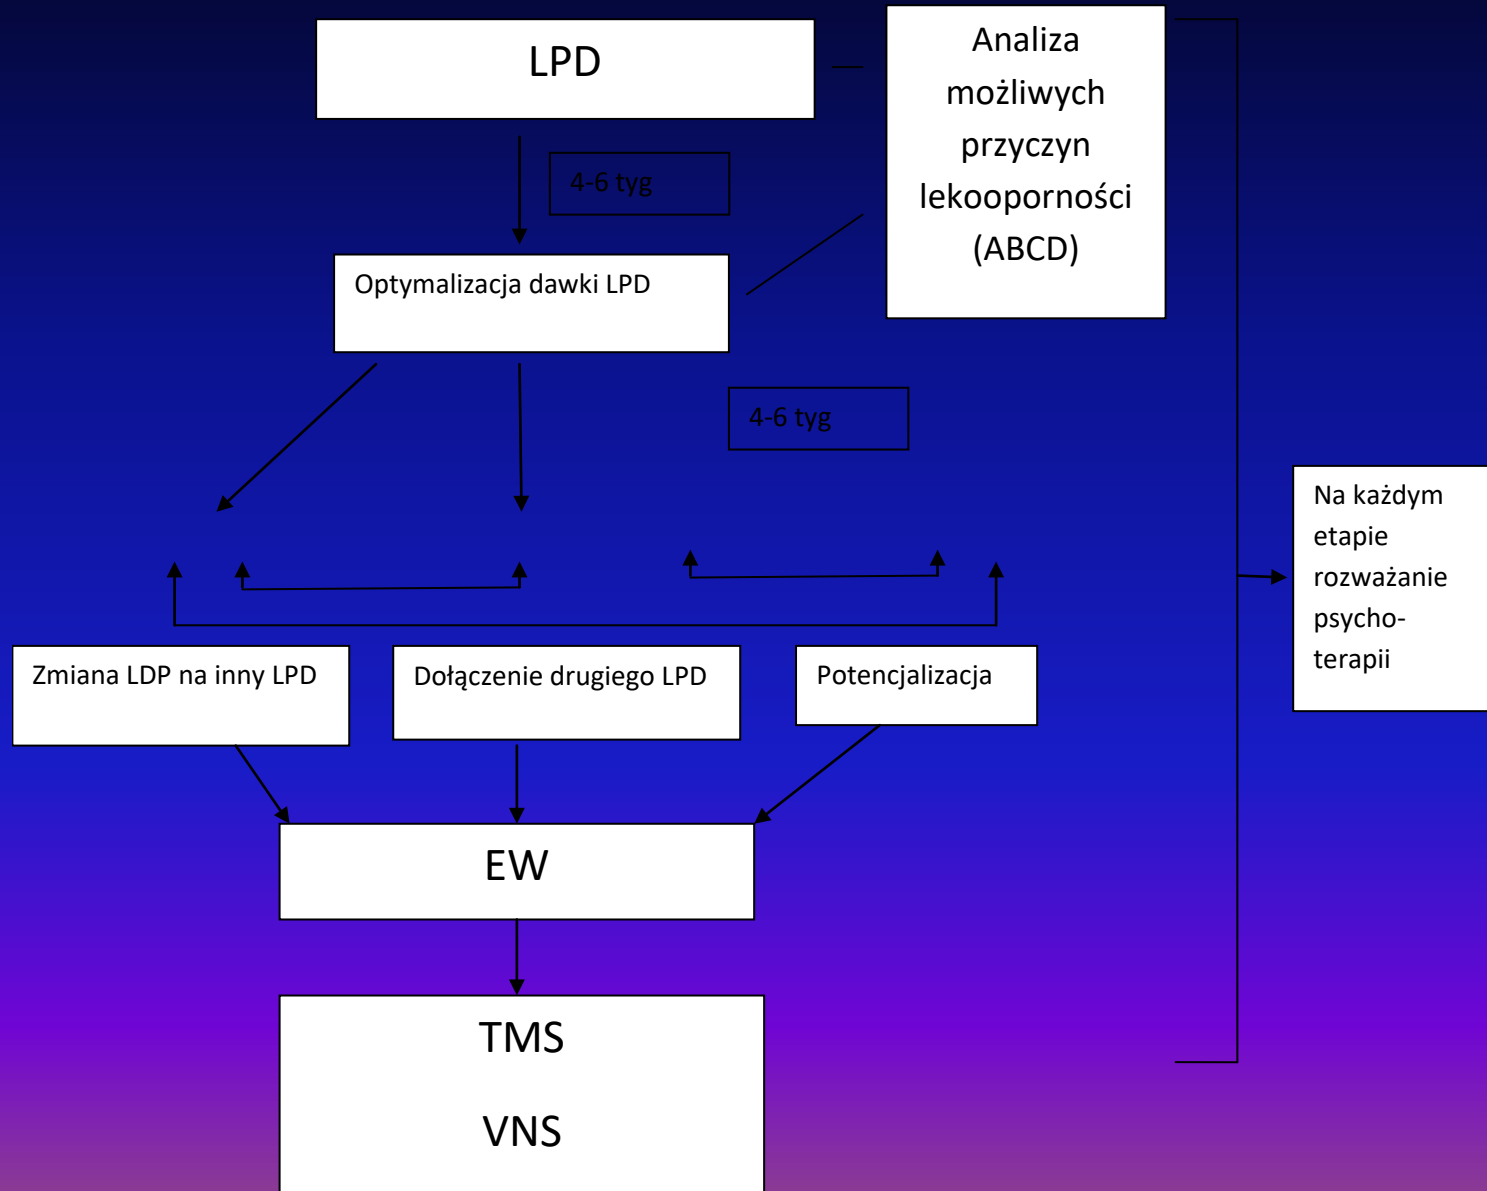 LPD
Analiza
możliwych
przyczyn
lekooporności
(ABCD)
4-6 tyg
Optymalizacja dawki LPD
4-6 tyg
Na każdym
etapie
rozważanie
psycho-
terapii
Zmiana LDP na inny LPD
Dołączenie drugiego LPD
Potencjalizacja
EW
TMS
VNS